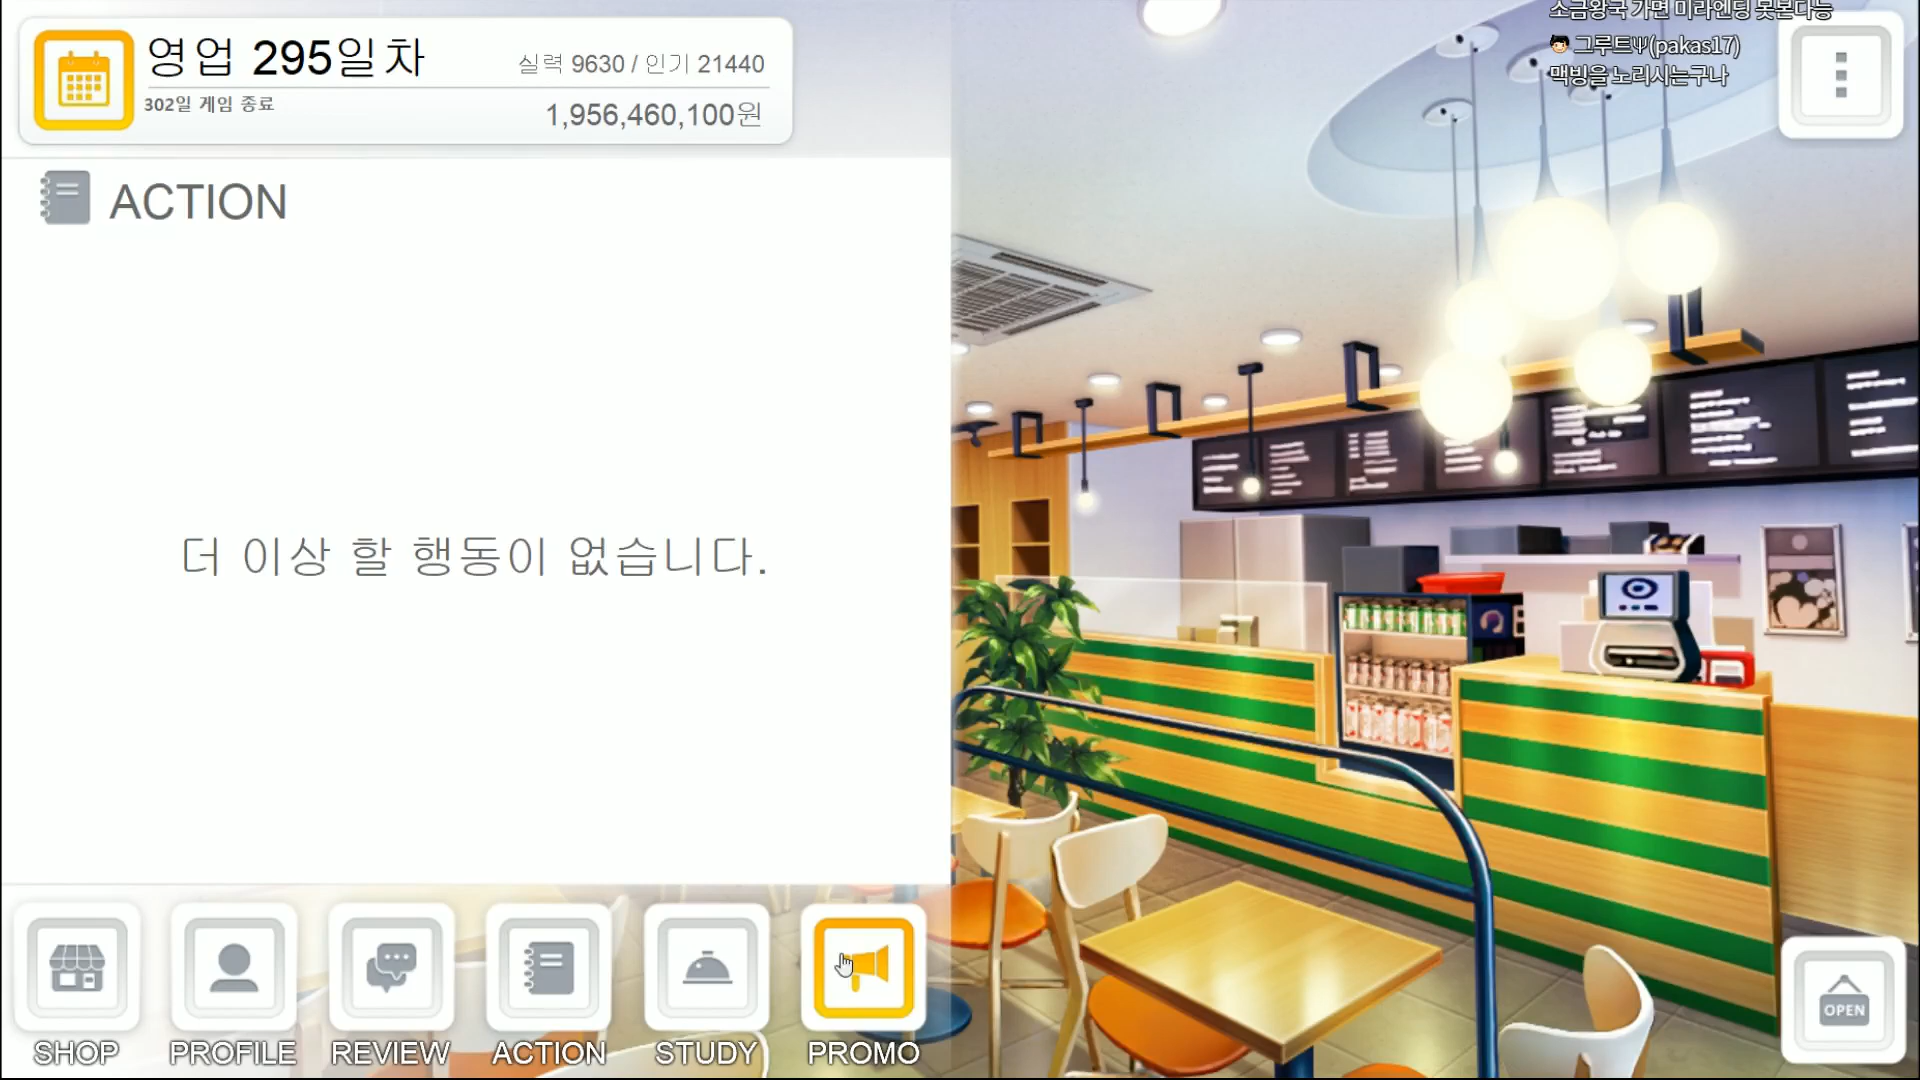 영업 295일차
실력 9630 / 인기 21440
302일 게임 종료
1,956,460,100원
소금왕국 가면 미라엔딩 못본다능
그루트Ψ(pakas17)
맥빙을 노리시는구나
ACTION
더 이상 할 행동이 없습니다.
SHOP
PROFILE
REVIEW
ACTION
STUDY
PROMO
OPEN